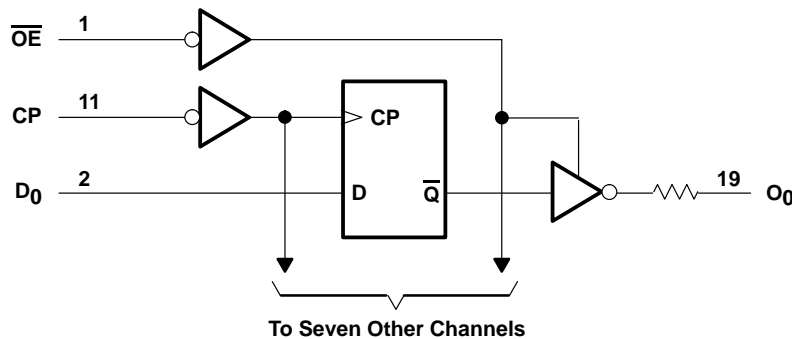 OE 1
CP 11
CP
D0 2 D Q 19 O0
To Seven Other Channels